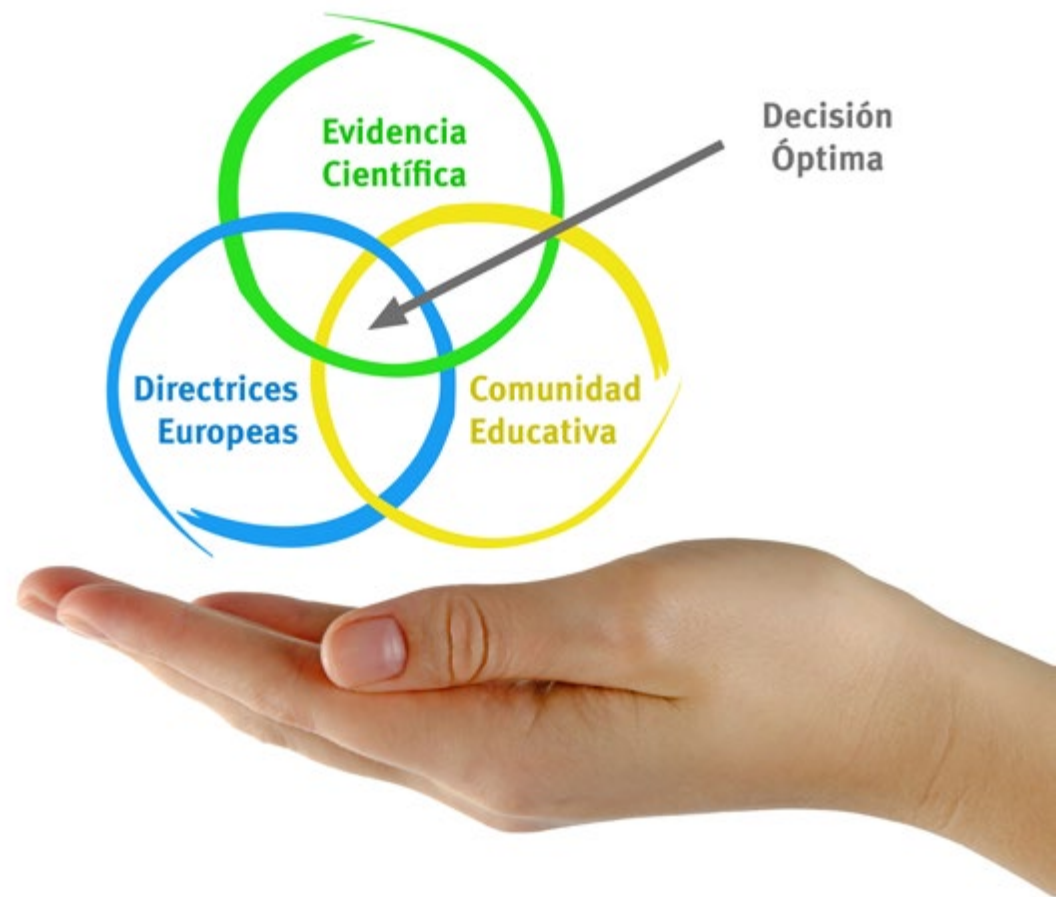 Evidencia
Científica
Decisión
Óptima
Directrices
Europeas
Comunidad
Educativa